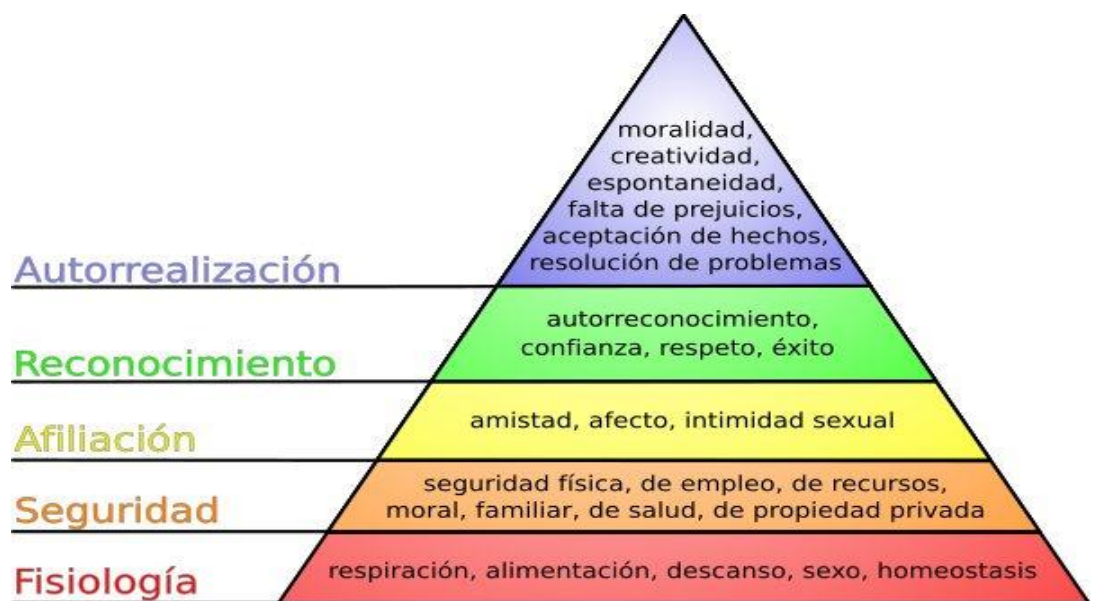 moralidad,
creatividad,
espontaneidad,
falta de prejuicios,
aceptación de hechos,
resolución de problemas
Autorrealización
autorreconocimiento,
confianza, respeto, éxito
Reconocimiento
amistad, afecto, intimidad sexual
Afiliación
seguridad física, de empleo, de recursos,
moral, familiar, de salud, de propiedad privada
Seguridad
respiración, alimentación, descanso, sexo, homeostasis
Fisiología